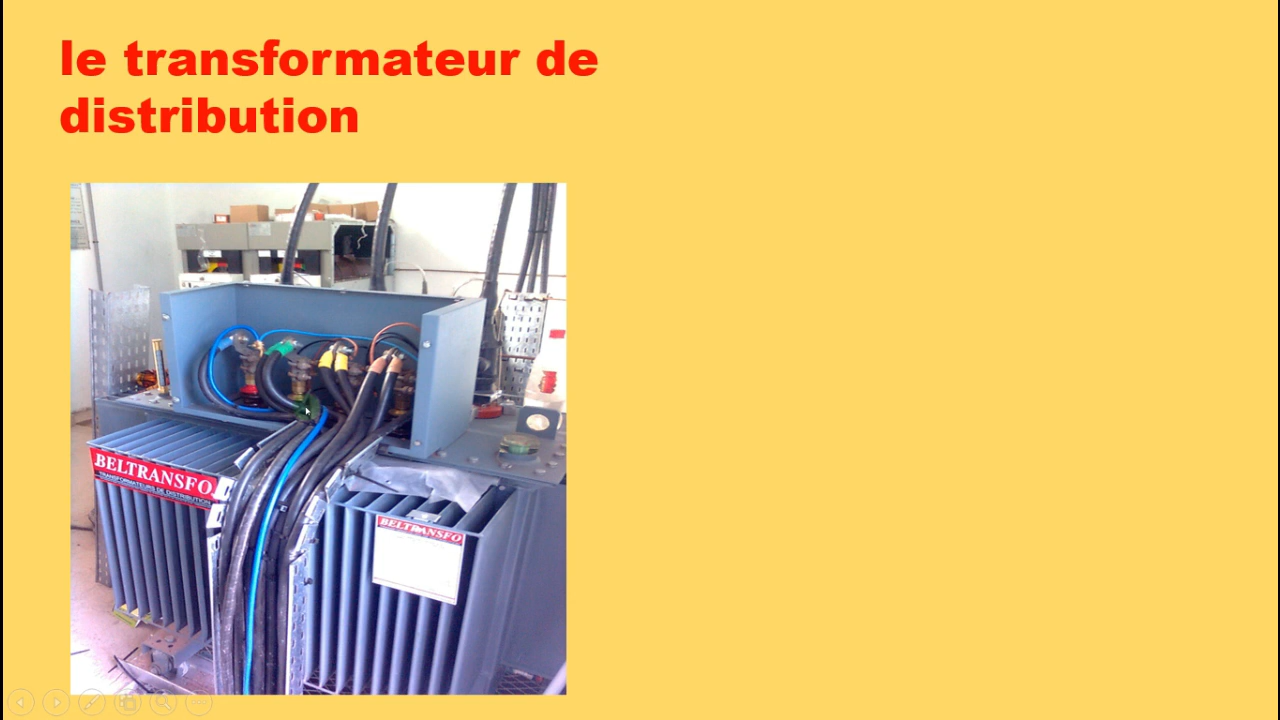 le transformateur de
distribution
BELTRANSFO
TRANSFORMATEURS DE DISTRIBUTION
BELTRANSFO